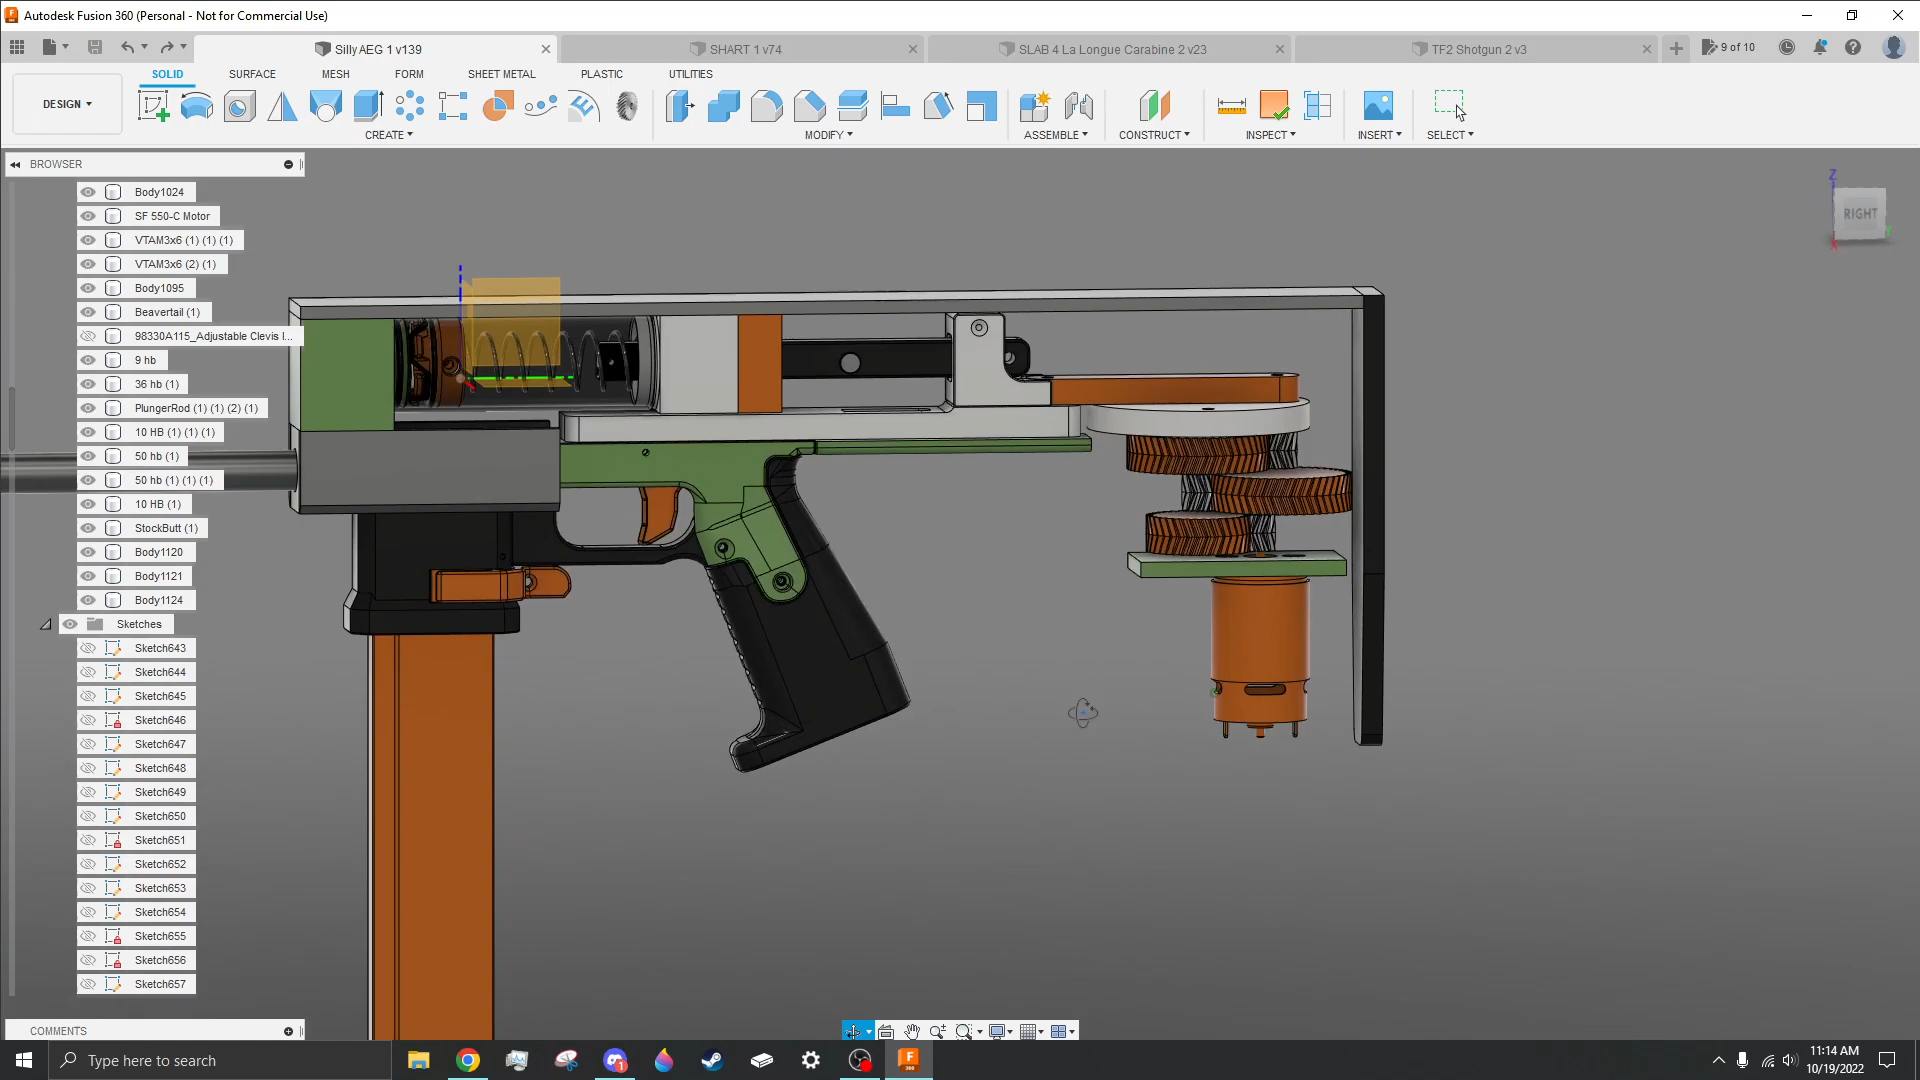 Autodesk Fusion 360 (Personal - Not for Commercial Use)
Silly AEG 1 v139
SHART 1 v74
SLAB 4 La Longue Carabine 2 v23
TF2 Shotgun 2 v3
9 of 10
DESIGN
SOLID
SURFACE
MESH
FORM
SHEET METAL
PLASTIC
UTILITIES
CREATE
MODIFY
ASSEMBLE
CONSTRUCT
INSPECT
INSERT
SELECT
BROWSER
Body1024
SF 550-C Motor
VTAM3x6 (1) (1) (1)
VTAM3x6 (2) (1)
Body1095
Beavertail (1)
98330A115_Adjustable Clevis I...
9 hb
36 hb (1)
PlungerRod (1) (1) (2) (1)
10 HB (1) (1) (1)
50 hb (1)
50 hb (1) (1) (1)
10 HB (1)
StockButt (1)
Body1120
Body1121
Body1124
Sketches
Sketch643
Sketch644
Sketch645
Sketch646
Sketch647
Sketch648
Sketch649
Sketch650
Sketch651
Sketch652
Sketch653
Sketch654
Sketch655
Sketch656
Sketch657
Z
RIGHT
X
Y
COMMENTS
Type here to search
1
F
360
11:14 AM
10/19/2022